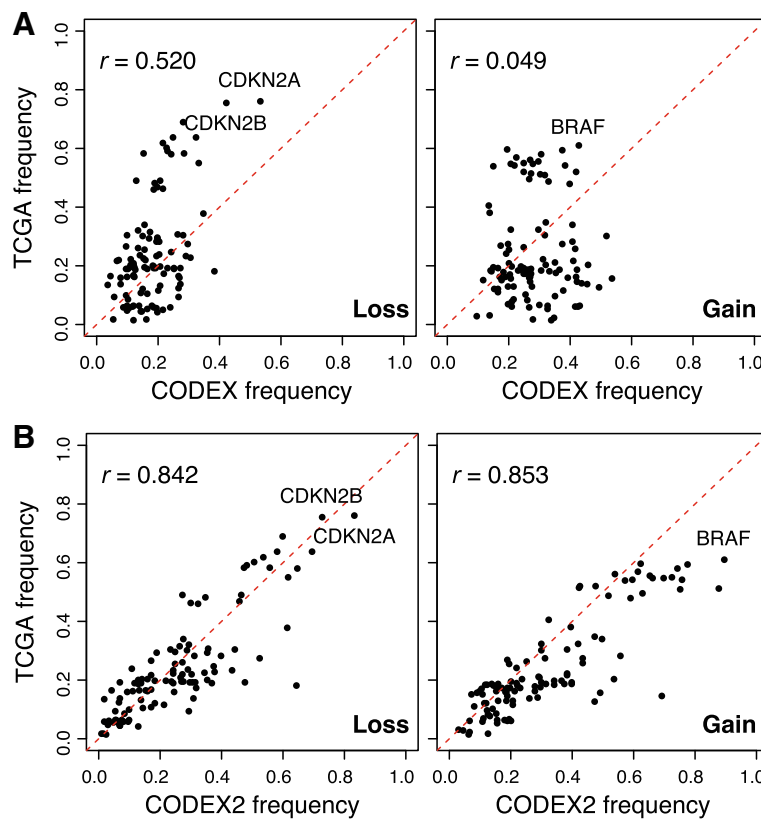 A
r = 0.520
CDKN2A
CDKN2B
Loss
TCGA frequency
0.0 0.2 0.4 0.6 0.8 1.0
0.0 0.2 0.4 0.6 0.8 1.0
CODEX frequency
r = 0.049
BRAF
Gain
0.0 0.2 0.4 0.6 0.8 1.0
CODEX frequency
B
r = 0.842
CDKN2B
CDKN2A
Loss
TCGA frequency
0.0 0.2 0.4 0.6 0.8 1.0
0.0 0.2 0.4 0.6 0.8 1.0
CODEX2 frequency
r = 0.853
BRAF
Gain
0.0 0.2 0.4 0.6 0.8 1.0
CODEX2 frequency